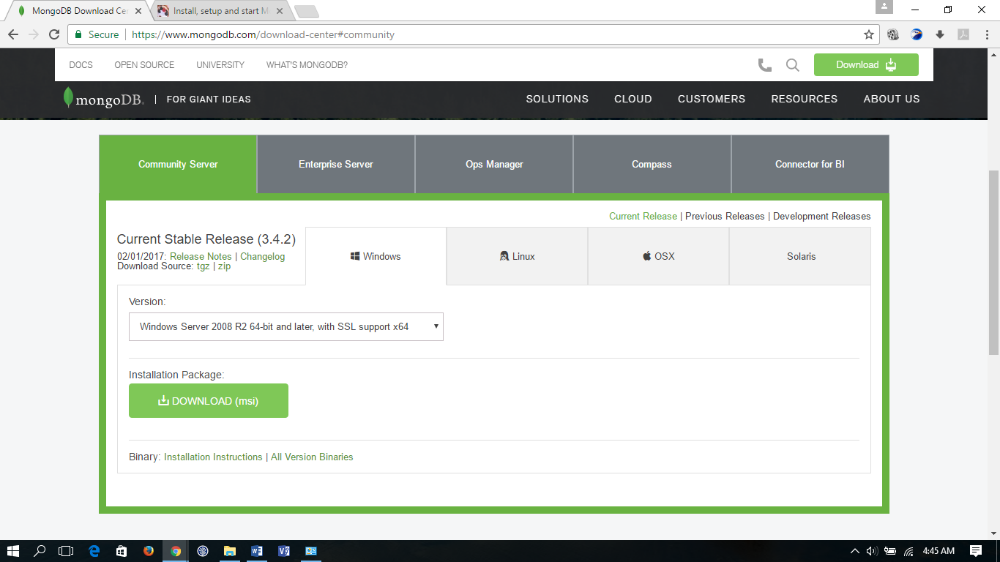 MongoDB Download Cen
Install, setup and start M
Secure
https://www.mongodb.com/download-center#community
DOCS
OPEN SOURCE
UNIVERSITY
WHAT'S MONGODB?
Download
mongoDB.
FOR GIANT IDEAS
SOLUTIONS
CLOUD
CUSTOMERS
RESOURCES
ABOUT US
Community Server
Enterprise Server
Ops Manager
Compass
Connector for BI
Current Release | Previous Releases | Development Releases
Current Stable Release (3.4.2)
02/01/2017: Release Notes | Changelog
Download Source: tgz | zip
Windows
Linux
OSX
Solaris
Version:
Windows Server 2008 R2 64-bit and later, with SSL support x64
Installation Package:
DOWNLOAD (msi)
Binary: Installation Instructions | All Version Binaries
4:45 AM